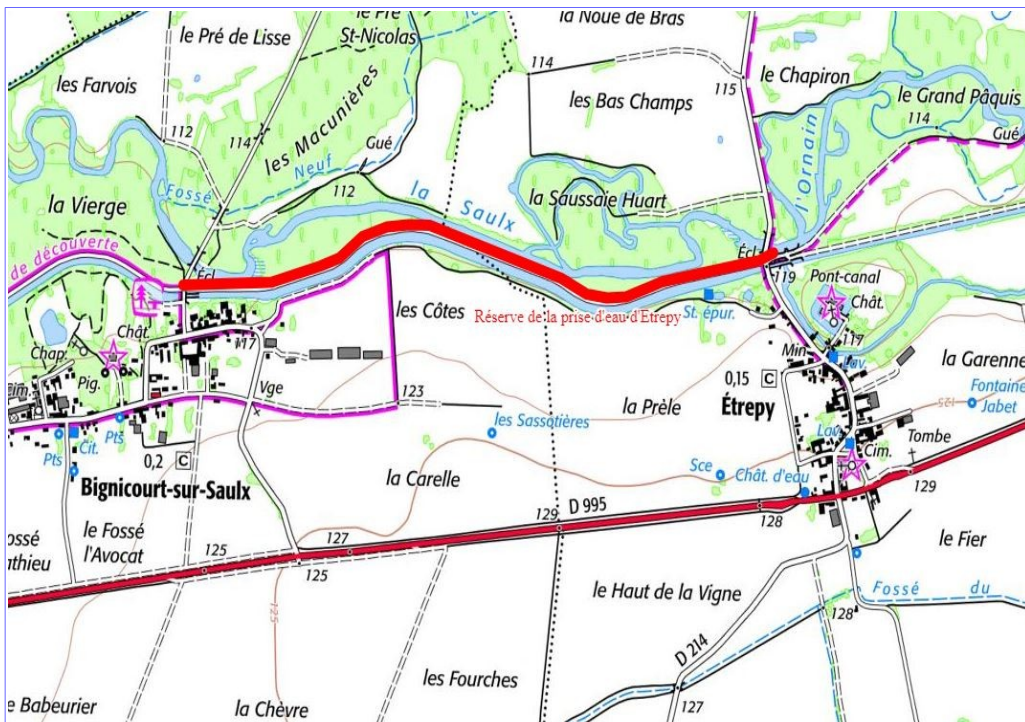 le Pré de Lisse
St-Nicolas
la Noue de Bras
les Farvois
114
115
le Chapiron
les Bas Champs
le Grand Pâquis
114
Gué
112
114
les Macunières
Gué
Neuf
Fossé
112
l'Ornain
la Saulx
la Saussaie Huart
la Vierge
de découverte
Écl.
Écl.
119
Pont-canal
Chât.
les Côtes
Réserve de la prise d'eau d'Etrepy
St. épur.
Chât.
117
117
Chap.
Min
Lav.
la Garenne
Pig.
Vge
123
0,15 C
Étrepy
Fontaine
Jabet
125
la Prèle
les Sassotières
Pts
Cit.
Pts
Lav.
Tombe
Cim.
0,2 C
Sce
Chât. d'eau
Bignicourt-sur-Saulx
la Carelle
129
129
D 995
128
le Fossé
l'Avocat
127
125
125
le Fier
le Haut de la Vigne
Fossé du
128
125
D 214
les Fourches
127
la Chèvre
e Babeurier